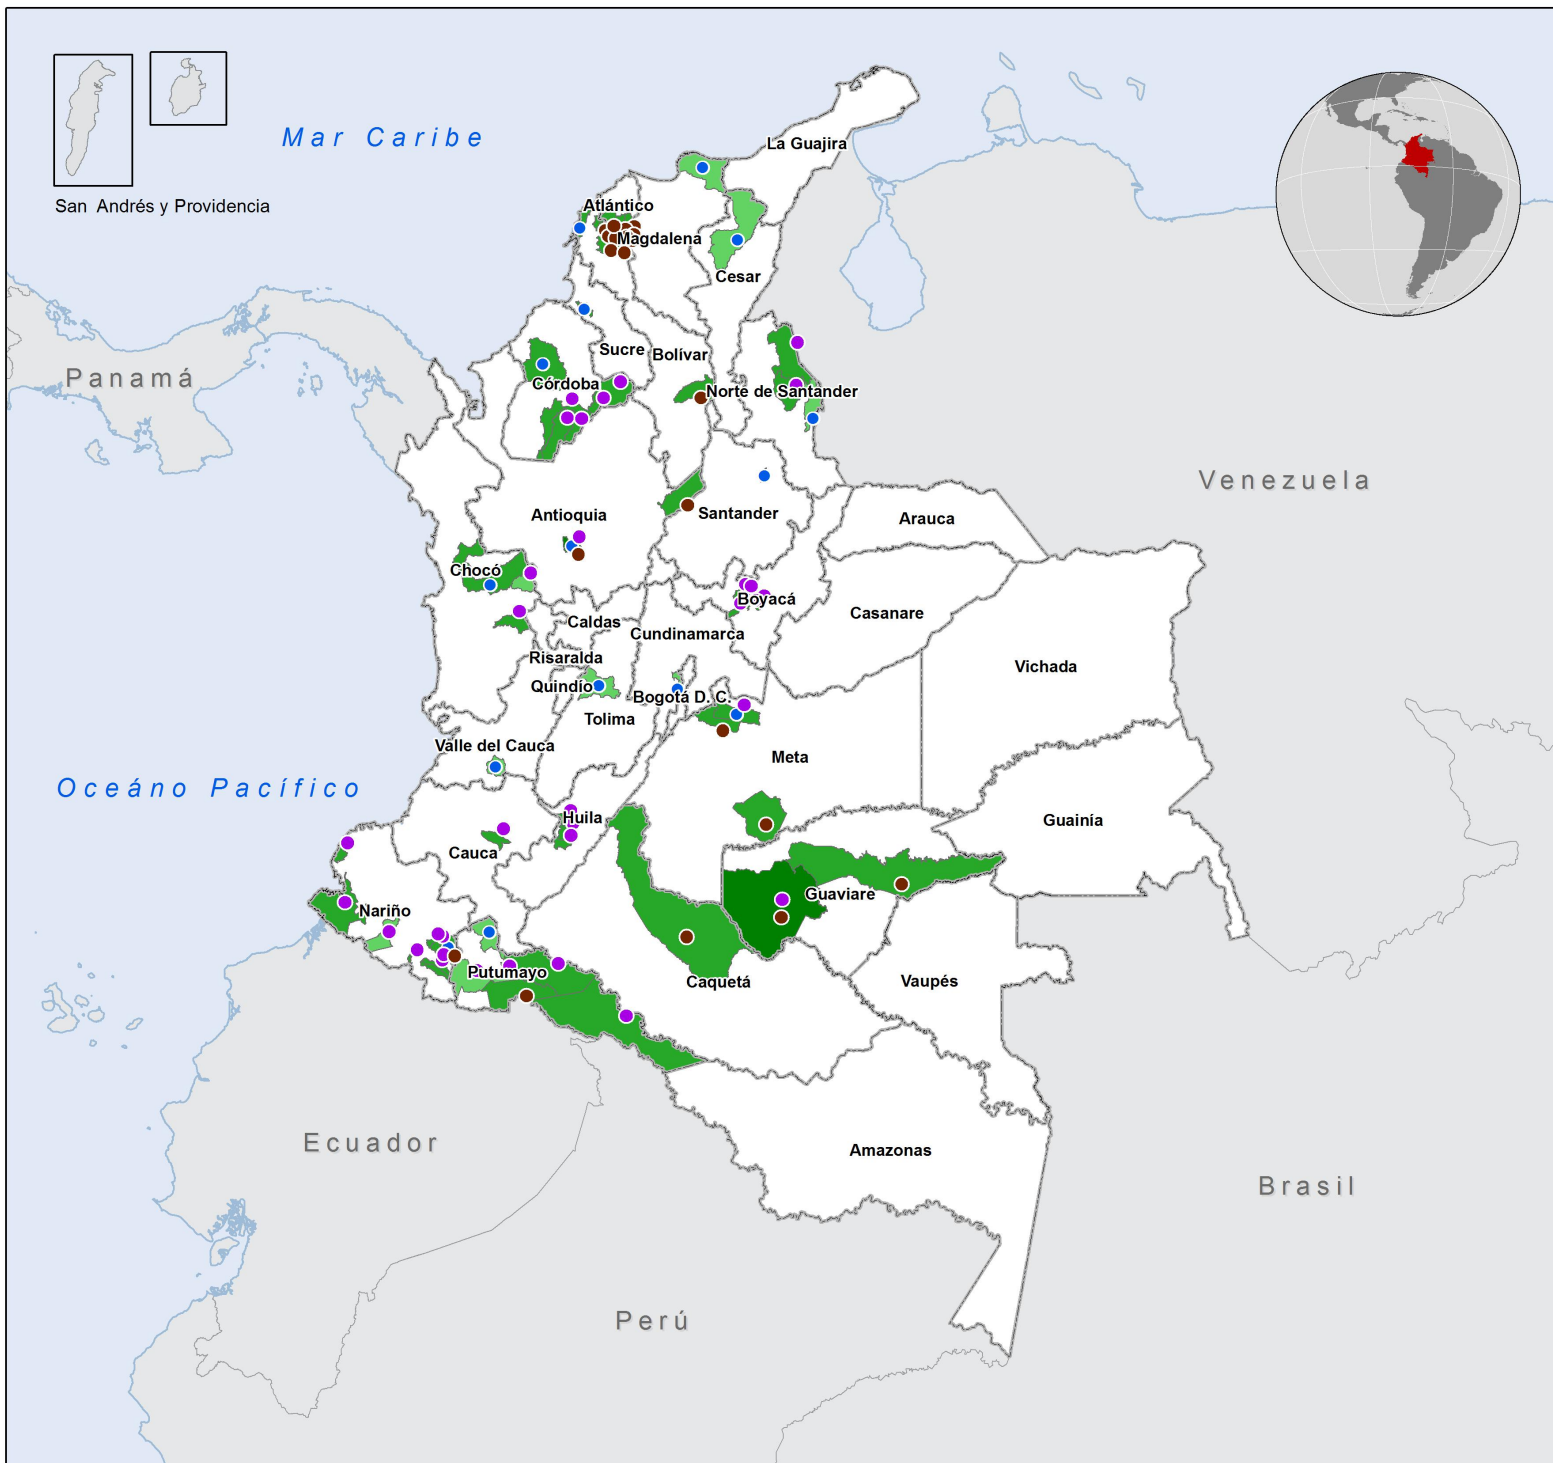 La Guajira
Mar Caribe
San Andrés y Providencia
Atlántico
Magdalena
Cesar
Sucre
Bolívar
Panamá
Córdoba
Norte de Santander
Venezuela
Antioquia
Santander
Arauca
Chocó
Boyacá
Casanare
Caldas
Cundinamarca
Risaralda
Vichada
Quindío
Bogotá D. C.
Tolima
Valle del Cauca
Meta
Oceáno Pacífico
Huila
Guainía
Cauca
Guaviare
Nariño
Putumayo
Caquetá
Vaupés
Ecuador
Amazonas
Brasil
Perú